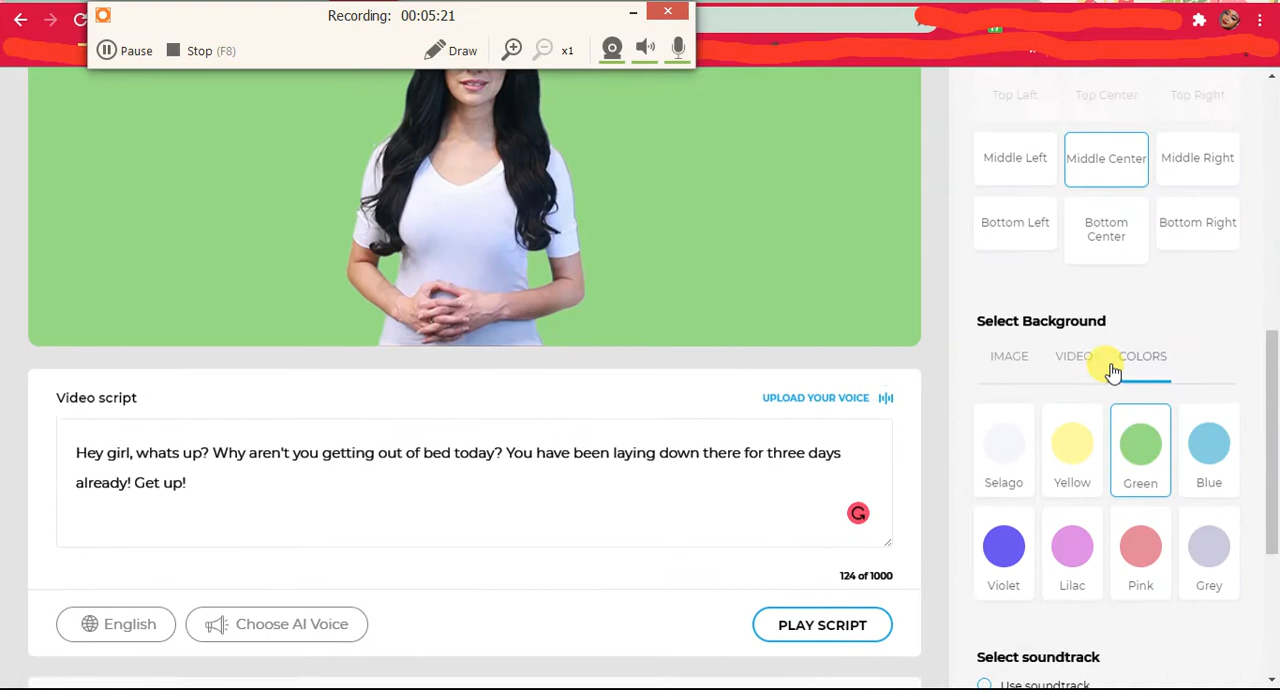 Recording: 00:05:21
Pause
Stop (F8)
Draw
x1
Top Left
Top Center
Top Right
Middle Left
Middle Center
Middle Right
Bottom Left
Bottom
Center
Bottom Right
Select Background
IMAGE
VIDEO
COLORS
Selago
Yellow
Green
Blue
Violet
Lilac
Pink
Grey
Select soundtrack
Use soundtrack
Video script
UPLOAD YOUR VOICE
Hey girl, whats up? Why aren't you getting out of bed today? You have been laying down there for three days
already! Get up!
124 of 1000
English
Choose AI Voice
PLAY SCRIPT